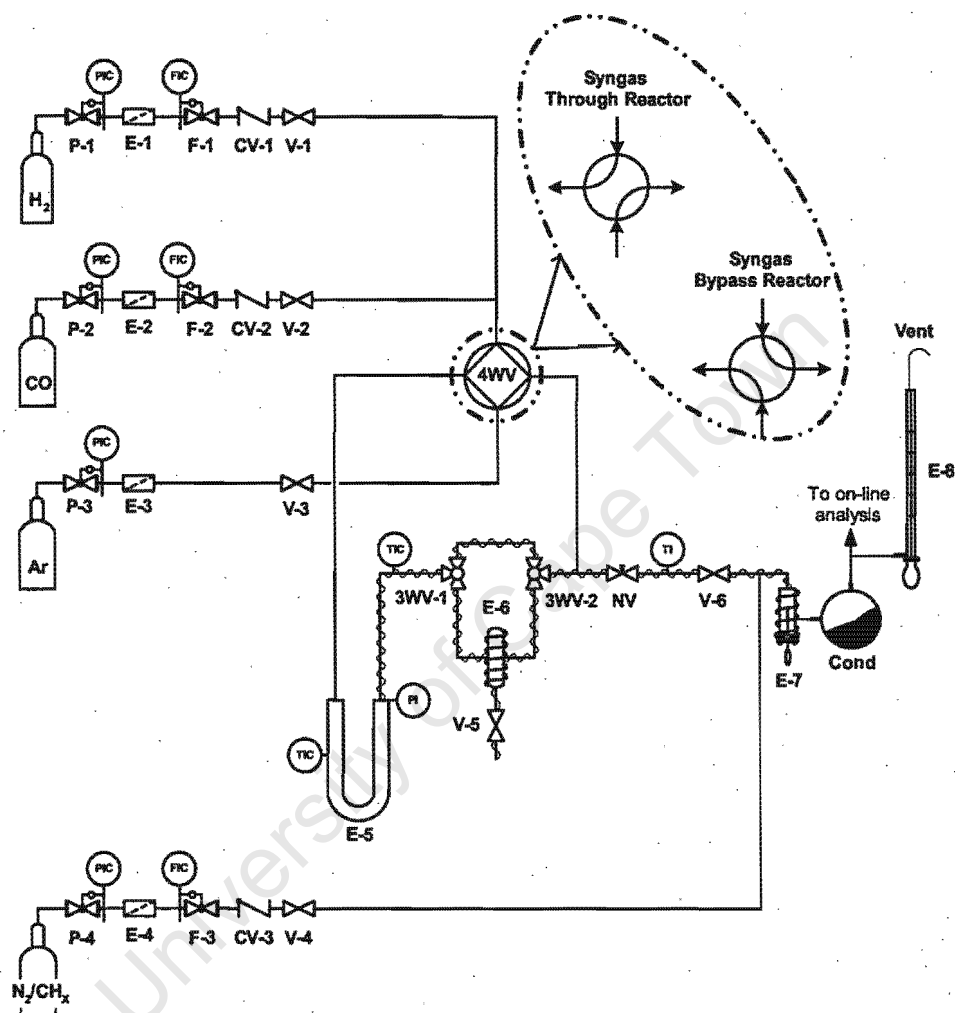 PIC
FIC
P-1
E-1
F-1
CV-1
V-1
H₂
Syngas
Through Reactor
Syngas
Bypass Reactor
PIC
FIC
P-2
E-2
F-2
CV-2
V-2
CO
4WV
Vent
E-8
PIC
P-3
E-3
V-3
Ar
To on-line
analysis
TIC
3WV-1
E-6
3WV-2
TI
NV
V-6
E-7
Cond
PI
TIC
V-5
E-5
PIC
FIC
P-4
E-4
F-3
CV-3
V-4
N₂/CHₓ
University of Cape Town